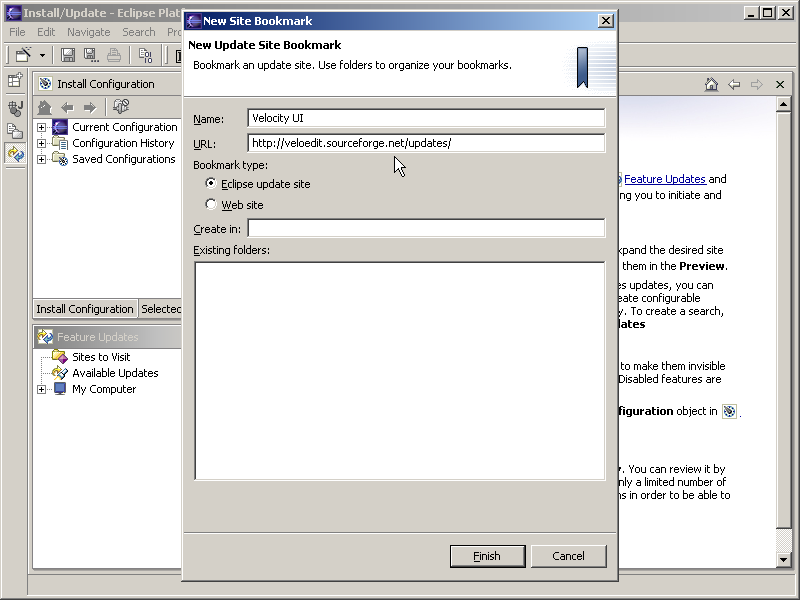 Install/Update - Eclipse Platf
File Edit Navigate Search Pro
Install Configuration
Current Configuration
Configuration History
Saved Configurations
Install Configuration Selected
Feature Updates
Sites to Visit
Available Updates
My Computer
New Site Bookmark
New Update Site Bookmark
Bookmark an update site. Use folders to organize your bookmarks.
Name: Velocity UI
URL: http://veloedit.sourceforge.net/updates/
Bookmark type:
Eclipse update site
Web site
Create in:
Existing folders:
Finish Cancel
Feature Updates and
ng you to initiate and
xpand the desired site
them in the Preview.
es updates, you can
eate configurable
y. To create a search,
dates
to make them invisible
Disabled features are
figuration object in .
y. You can review it by
nly a limited number of
ns in order to be able to